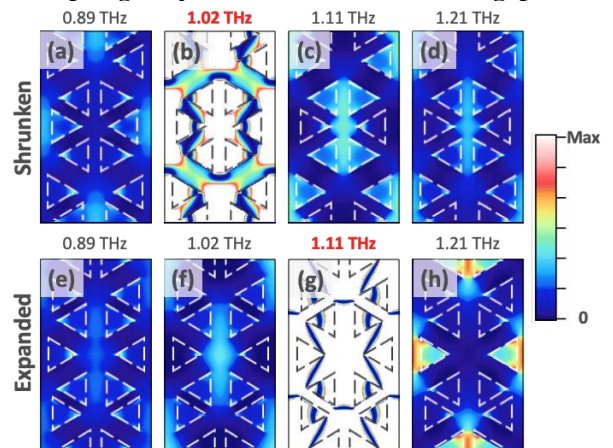 0.89 THz 1.02 THz 1.11 THz 1.21 THz
(a) (b) (c) (d)
Shrunken
Max
0
0.89 THz 1.02 THz 1.11 THz 1.21 THz
(e) (f) (g) (h)
Expanded